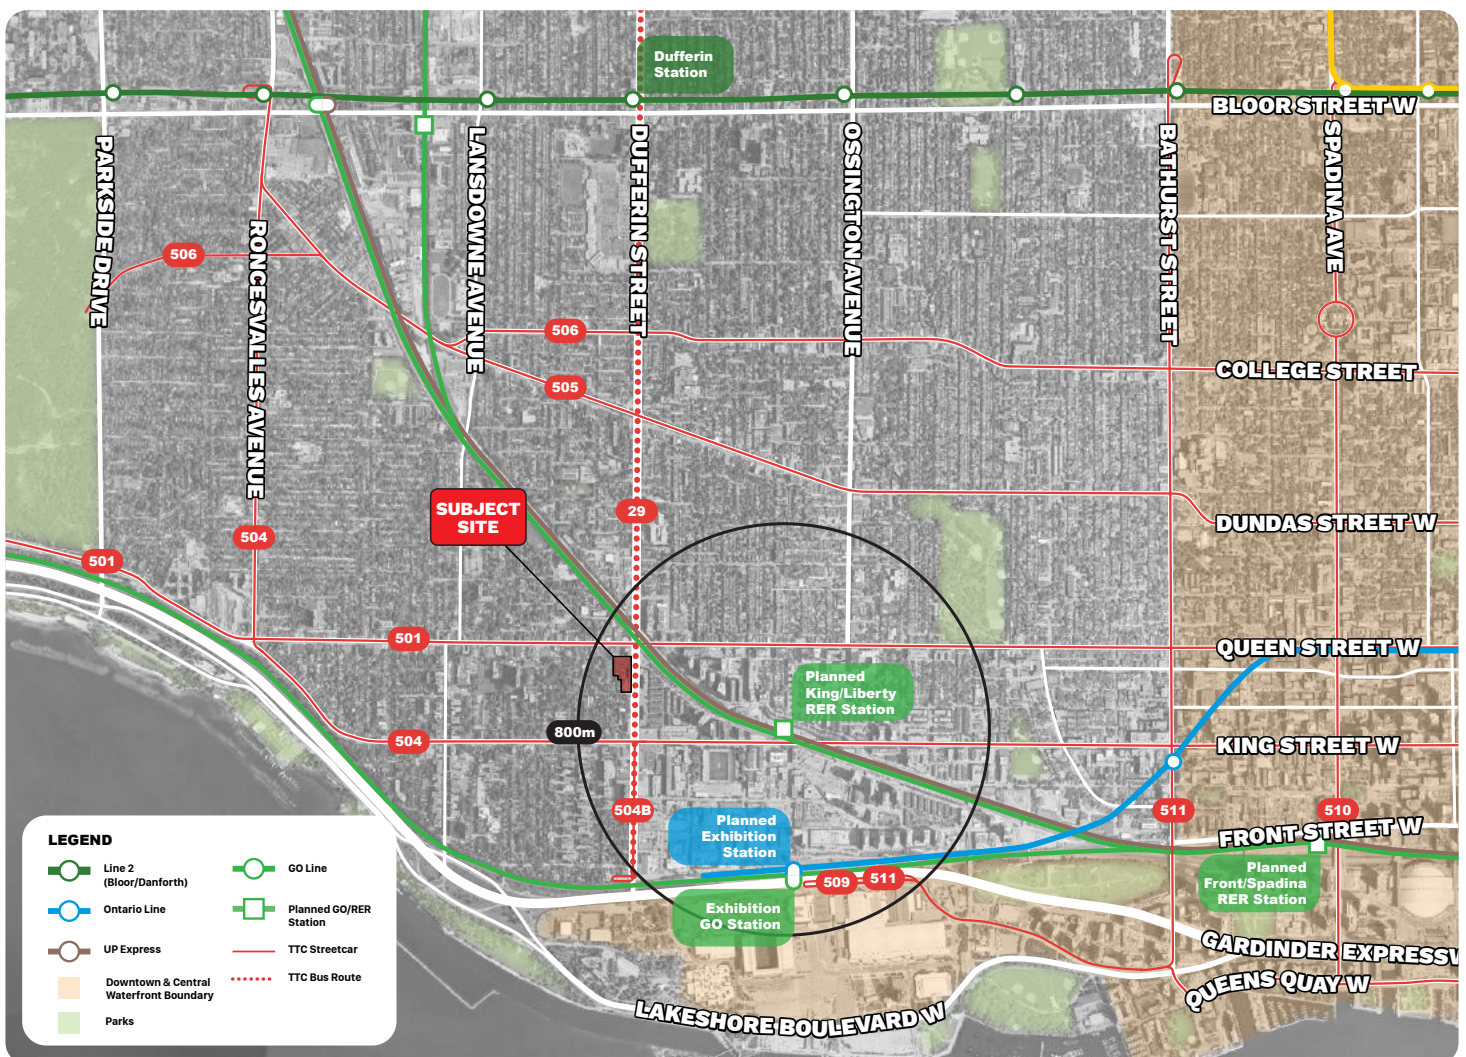 Dufferin
Station
BLOOR STREET W
PARKSIDE DRIVE
RONCESVALLES AVENUE
LANSDOWNE AVENUE
DUFFERIN STREET
OSSINGTON AVENUE
BATHURST STREET
SPADINA AVE
506
506
505
COLLEGE STREET
SUBJECT
SITE
29
504
DUNDAS STREET W
501
501
QUEEN STREET W
Planned
King/Liberty
RER Station
800m
504
KING STREET W
504B
Planned
Exhibition
Station
511
510
FRONT STREET W
509
511
Exhibition
GO Station
Planned
Front/Spadina
RER Station
GARDINDER EXPRESSW
QUEENS QUAY W
LAKESHORE BOULEVARD W
LEGEND
Line 2
(Bloor/Danforth)
Ontario Line
UP Express
Downtown & Central
Waterfront Boundary
Parks
GO Line
Planned GO/RER
Station
TTC Streetcar
TTC Bus Route